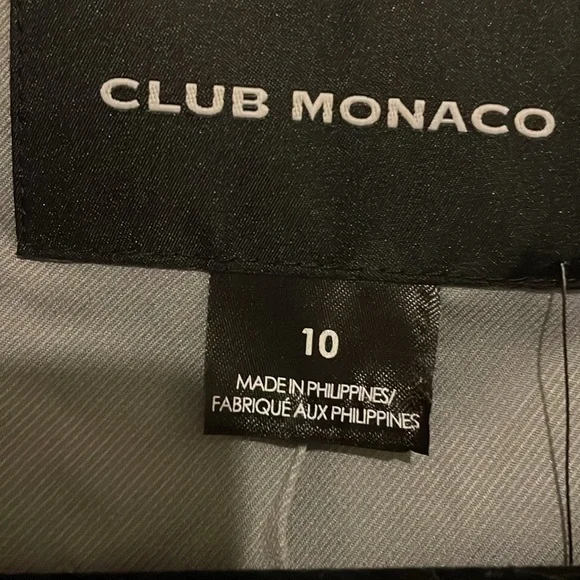 CLUB MONACO
10
MADE IN PHILIPPINES/
FABRIQUÉ AUX PHILIPPINES